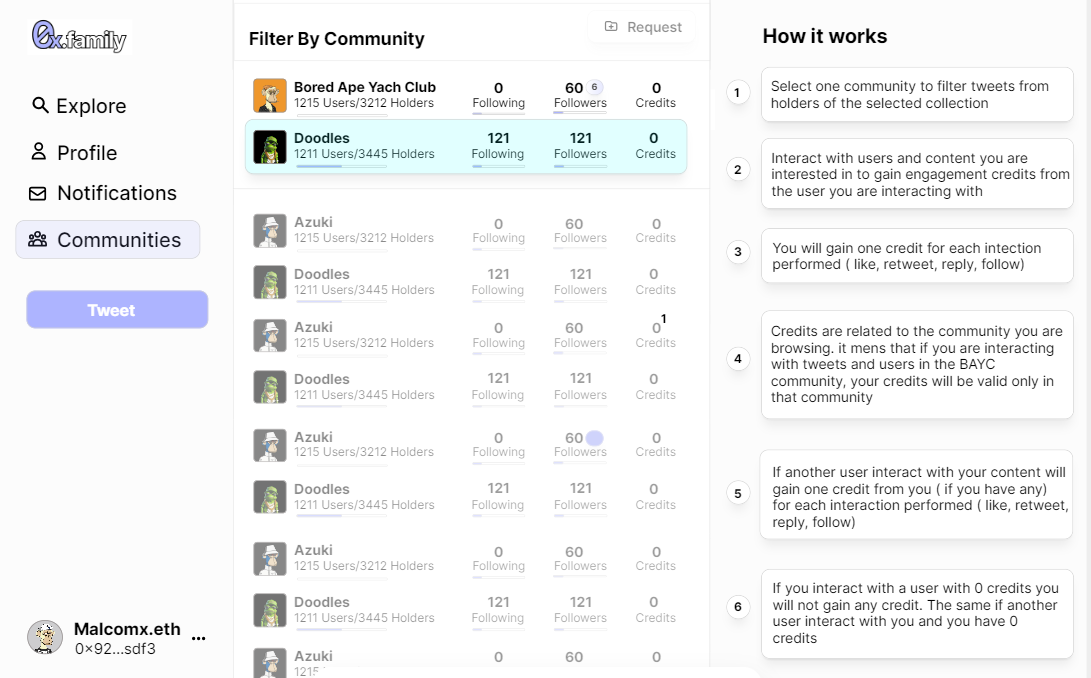 0x.family
Explore
Profile
Notifications
Communities
Tweet
Malcomx.eth
0×92...sdf3
...
Filter By Community
Request
Bored Ape Yach Club
1215 Users/3212 Holders
0
Following
60 6
Followers
0
Credits
Doodles
1211 Users/3445 Holders
121
Following
121
Followers
0
Credits
Azuki
1215 Users/3212 Holders
0
Following
60
Followers
0
Credits
Doodles
1211 Users/3445 Holders
121
Following
121
Followers
0
Credits
Azuki
1215 Users/3212 Holders
0
Following
60
Followers
0 1
Credits
Doodles
1211 Users/3445 Holders
121
Following
121
Followers
0
Credits
Azuki
1215 Users/3212 Holders
0
Following
60
Followers
0
Credits
Doodles
1211 Users/3445 Holders
121
Following
121
Followers
0
Credits
Azuki
1215 Users/3212 Holders
0
Following
60
Followers
0
Credits
Doodles
1211 Users/3445 Holders
121
Following
121
Followers
0
Credits
Azuki
1215
0
60
0
How it works
1
Select one community to filter tweets from
holders of the selected collection
2
Interact with users and content you are
interested in to gain engagement credits from
the user you are interacting with
3
You will gain one credit for each intection
performed ( like, retweet, reply, follow)
4
Credits are related to the community you are
browsing. it mens that if you are interacting
with tweets and users in the BAYC
community, your credits will be valid only in
that community
5
If another user interact with your content will
gain one credit from you ( if you have any)
for each interaction performed ( like, retweet,
reply, follow)
6
If you interact with a user with 0 credits you
will not gain any credit. The same if another
user interact with you and you have 0
credits